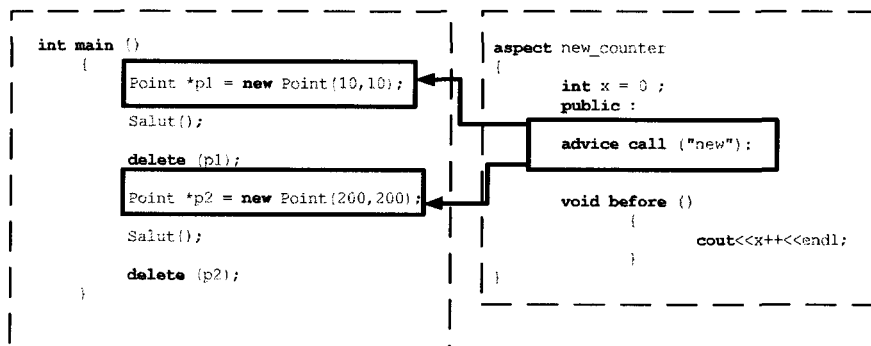 int main ()
{
Point *p1 = new Point(10,10);
Salut();
delete (p1);
Point *p2 = new Point(200,200);
Salut();
delete (p2);
}
aspect new_counter
{
int x = 0 ;
public :
advice call ("new"):
void before ()
{
cout<<x++<<endl;
}
}